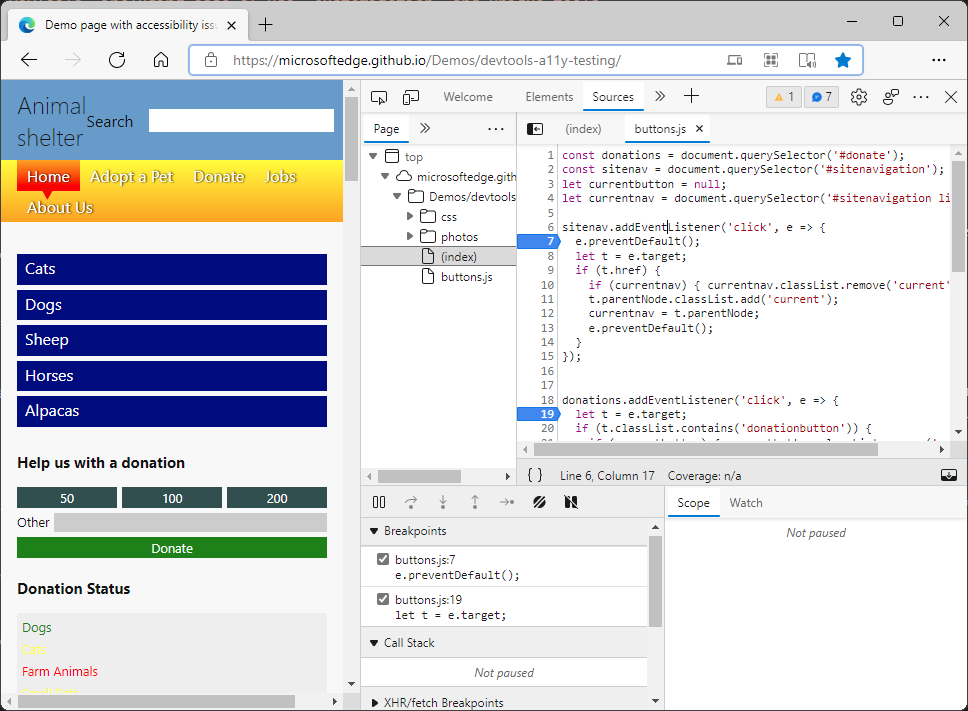 Demo page with accessibility iss
https://microsoftedge.github.io/Demos/devtools-a11y-testing/
Animal
shelter
Search
Home
Adopt a Pet
Donate
Jobs
About Us
Cats
Dogs
Sheep
Horses
Alpacas
Help us with a donation
50
100
200
Other
Donate
Donation Status
Dogs
Cats
Farm Animals
Welcome
Elements
Sources
1
7
Page
top
microsoftedge.gith
Demos/devtools
css
photos
(index)
buttons.js
(index)
buttons.js
1 const donations = document.querySelector('#donate');
2 const sitenav = document.querySelector('#sitenavigation');
3 let currentbutton = null;
4 let currentnav = document.querySelector('#sitenavigation li
5
6 sitenav.addEventListener('click', e => {
7 e.preventDefault();
8 let t = e.target;
9 if (t.href) {
10 if (currentnav) { currentnav.classList.remove('current'
11 t.parentNode.classList.add('current');
12 currentnav = t.parentNode;
13 e.preventDefault();
14 }
15 });
16
17
18 donations.addEventListener('click', e => {
19 let t = e.target;
20 if (t.classList.contains('donationbutton')) {
{ } Line 6, Column 17 Coverage: n/a
Breakpoints
buttons.js:7
e.preventDefault();
buttons.js:19
let t = e.target;
Call Stack
Not paused
XHR/fetch Breakpoints
Scope
Watch
Not paused